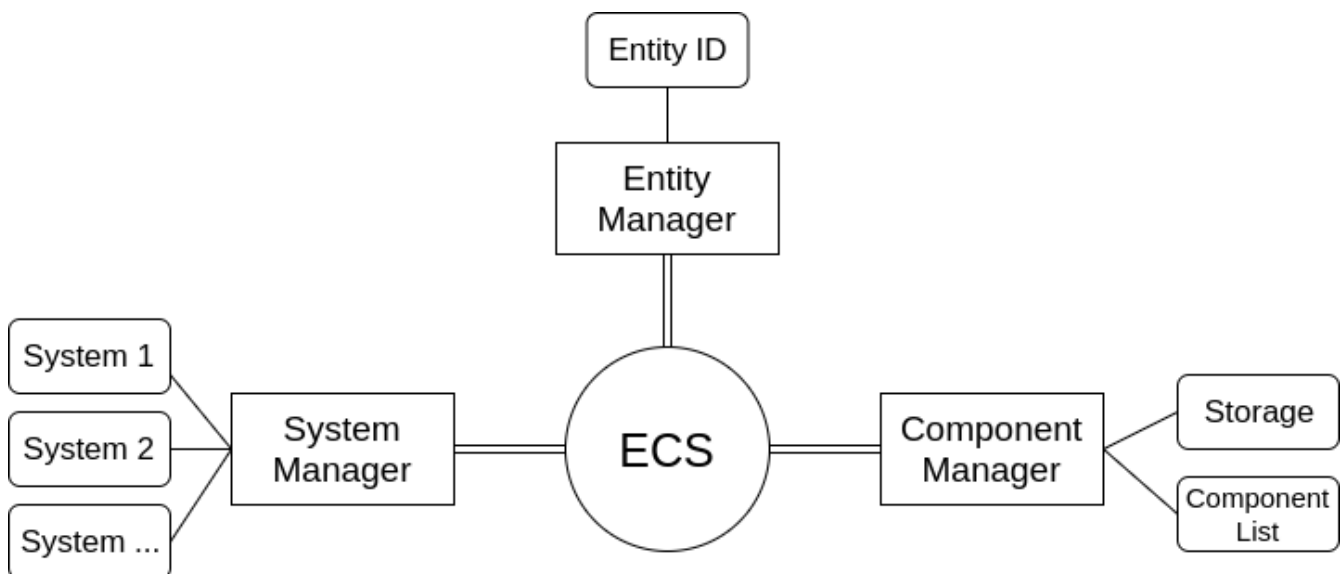 Entity ID
Entity
Manager
System 1
System 2
System ...
System
Manager
ECS
Component
Manager
Storage
Component
List